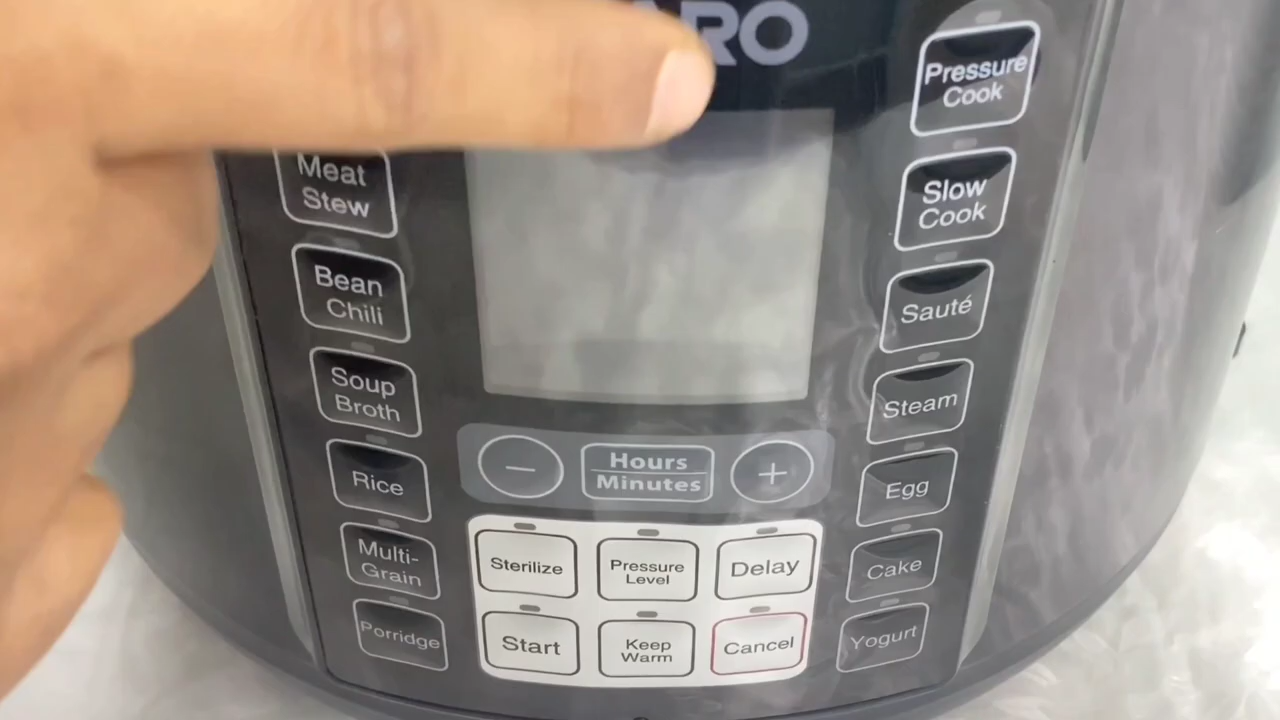 ARO
Pressure
Cook
Meat
Stew
Slow
Cook
Bean
Chili
Sauté
Soup
Broth
Steam
−
Hours
Minutes
+
Rice
Egg
Multi-
Grain
Sterilize
Pressure
Level
Delay
Cake
Porridge
Start
Keep
Warm
Cancel
Yogurt